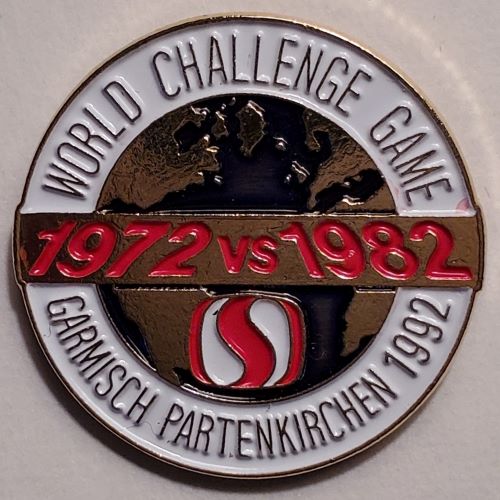 WORLD CHALLENGE GAME
1972 VS 1982
GARMISCH PARTENKIRCHEN 1992